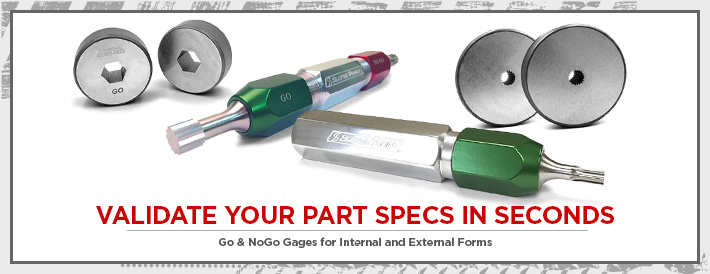 GO
GO
VALIDATE YOUR PART SPECS IN SECONDS
Go & NoGo Gages for Internal and External Forms